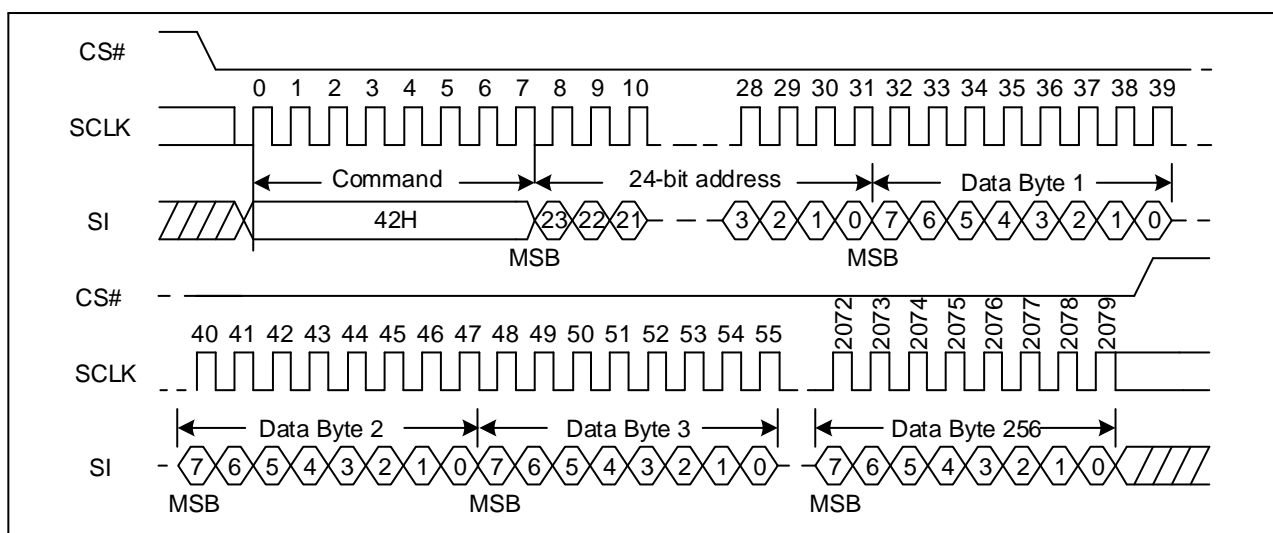 CS#
0 1 2 3 4 5 6 7 8 9 10 28 29 30 31 32 33 34 35 36 37 38 39
SCLK
Command 24-bit address Data Byte 1
SI 42H 23 22 21 3 2 1 0 7 6 5 4 3 2 1 0
MSB MSB
CS#
40 41 42 43 44 45 46 47 48 49 50 51 52 53 54 55 2072 2073 2074 2075 2076 2077 2078 2079
SCLK
Data Byte 2 Data Byte 3 Data Byte 256
SI 7 6 5 4 3 2 1 0 7 6 5 4 3 2 1 0 7 6 5 4 3 2 1 0
MSB MSB MSB